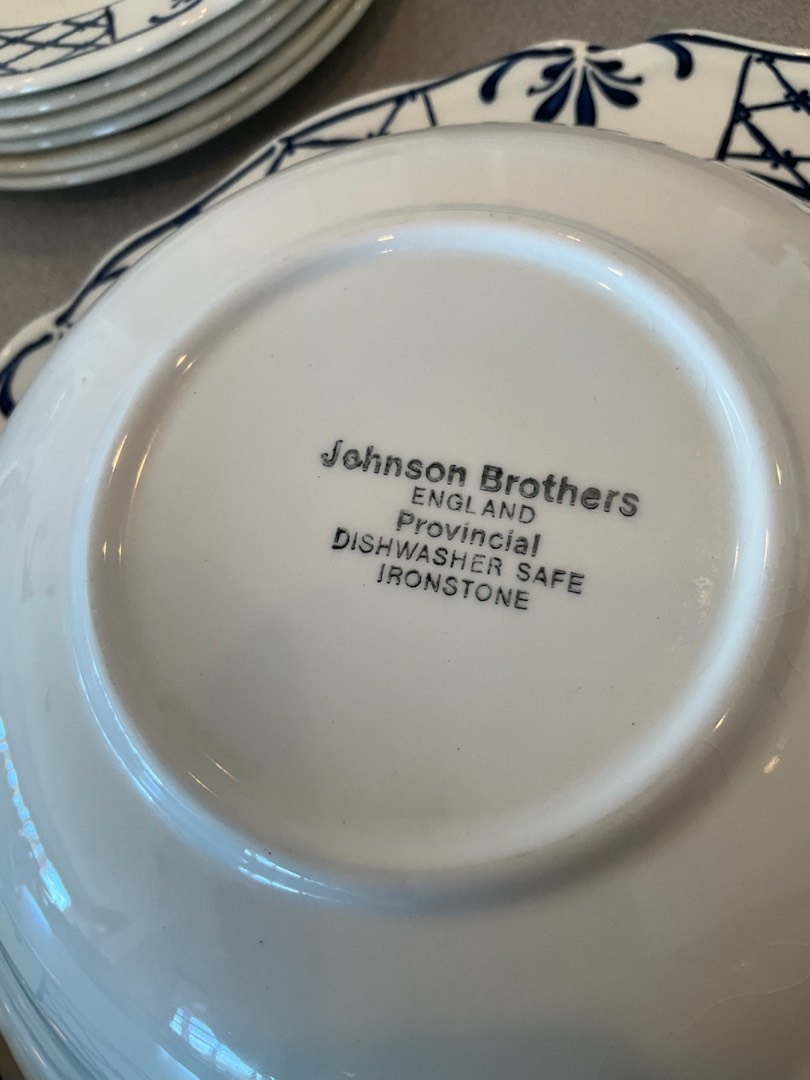 Johnson Brothers
ENGLAND
Provincial
DISHWASHER SAFE
IRONSTONE